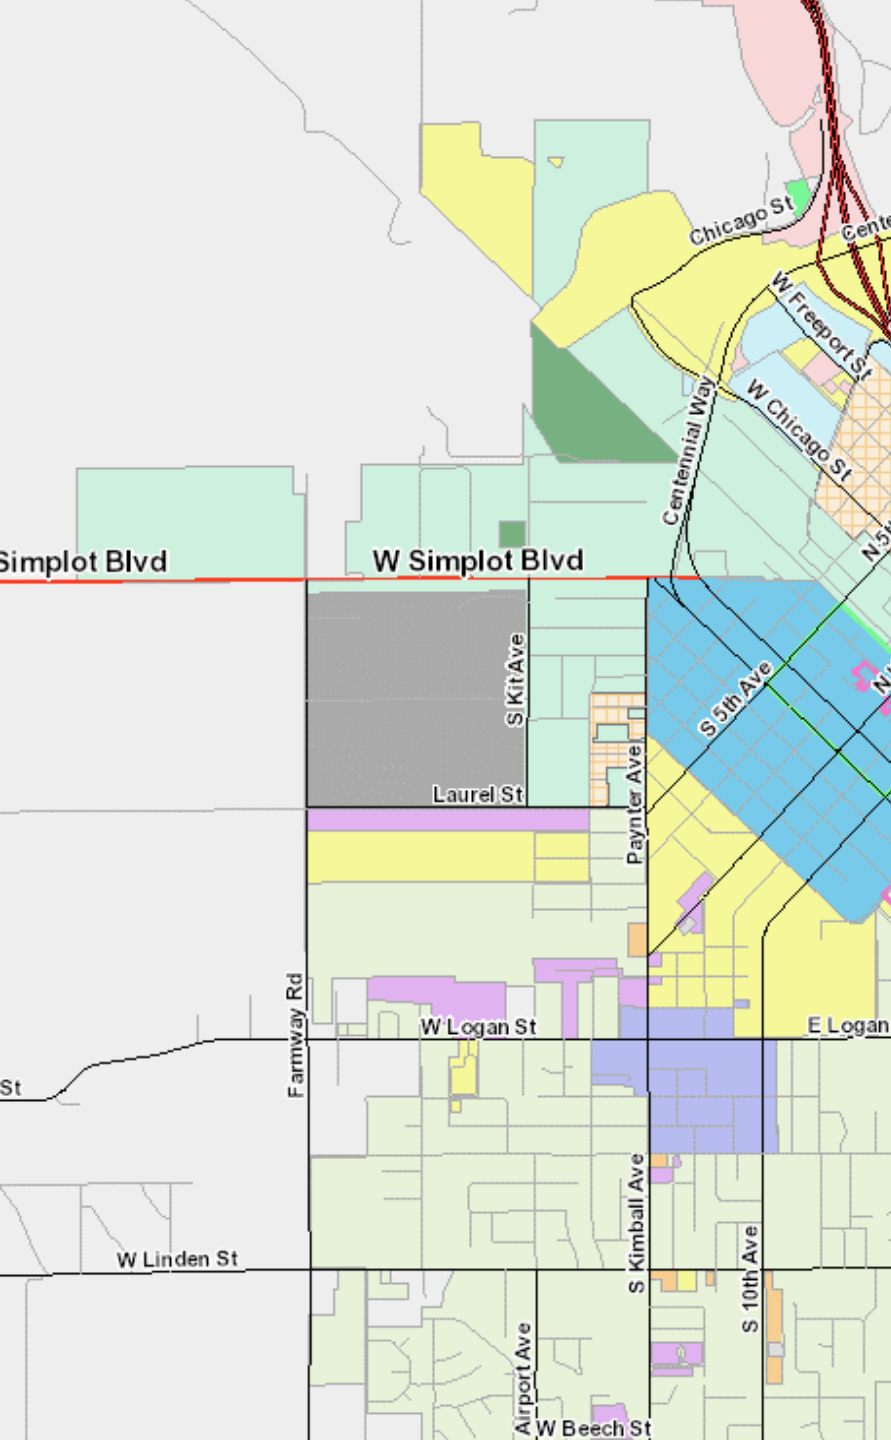 Chicago St
Cente
W Freeport St
W Chicago St
Centennial Way
N 5t
Simplot Blvd
W Simplot Blvd
S Kit Ave
S 5th Ave
N
Paynter Ave
Laurel St
Farmway Rd
W Logan St
E Logan
St
S Kimball Ave
W Linden St
S 10th Ave
Airport Ave
W Beech St